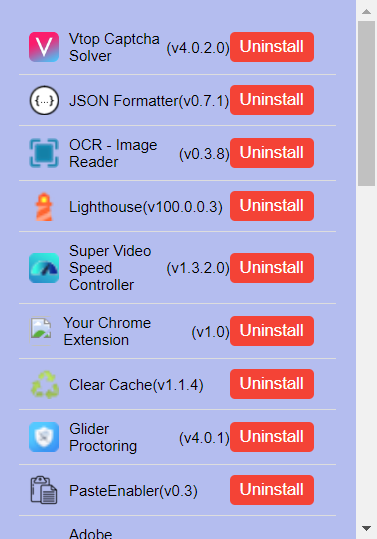 Vtop Captcha
Solver
(v4.0.2.0)
Uninstall
{...}
JSON Formatter(v0.7.1)
Uninstall
OCR - Image
Reader
(v0.3.8)
Uninstall
Lighthouse(v100.0.0.3)
Uninstall
Super Video
Speed
Controller
(v1.3.2.0)
Uninstall
Your Chrome
Extension
(v1.0)
Uninstall
Clear Cache(v1.1.4)
Uninstall
Glider
Proctoring
(v4.0.1)
Uninstall
PasteEnabler(v0.3)
Uninstall
Adobe